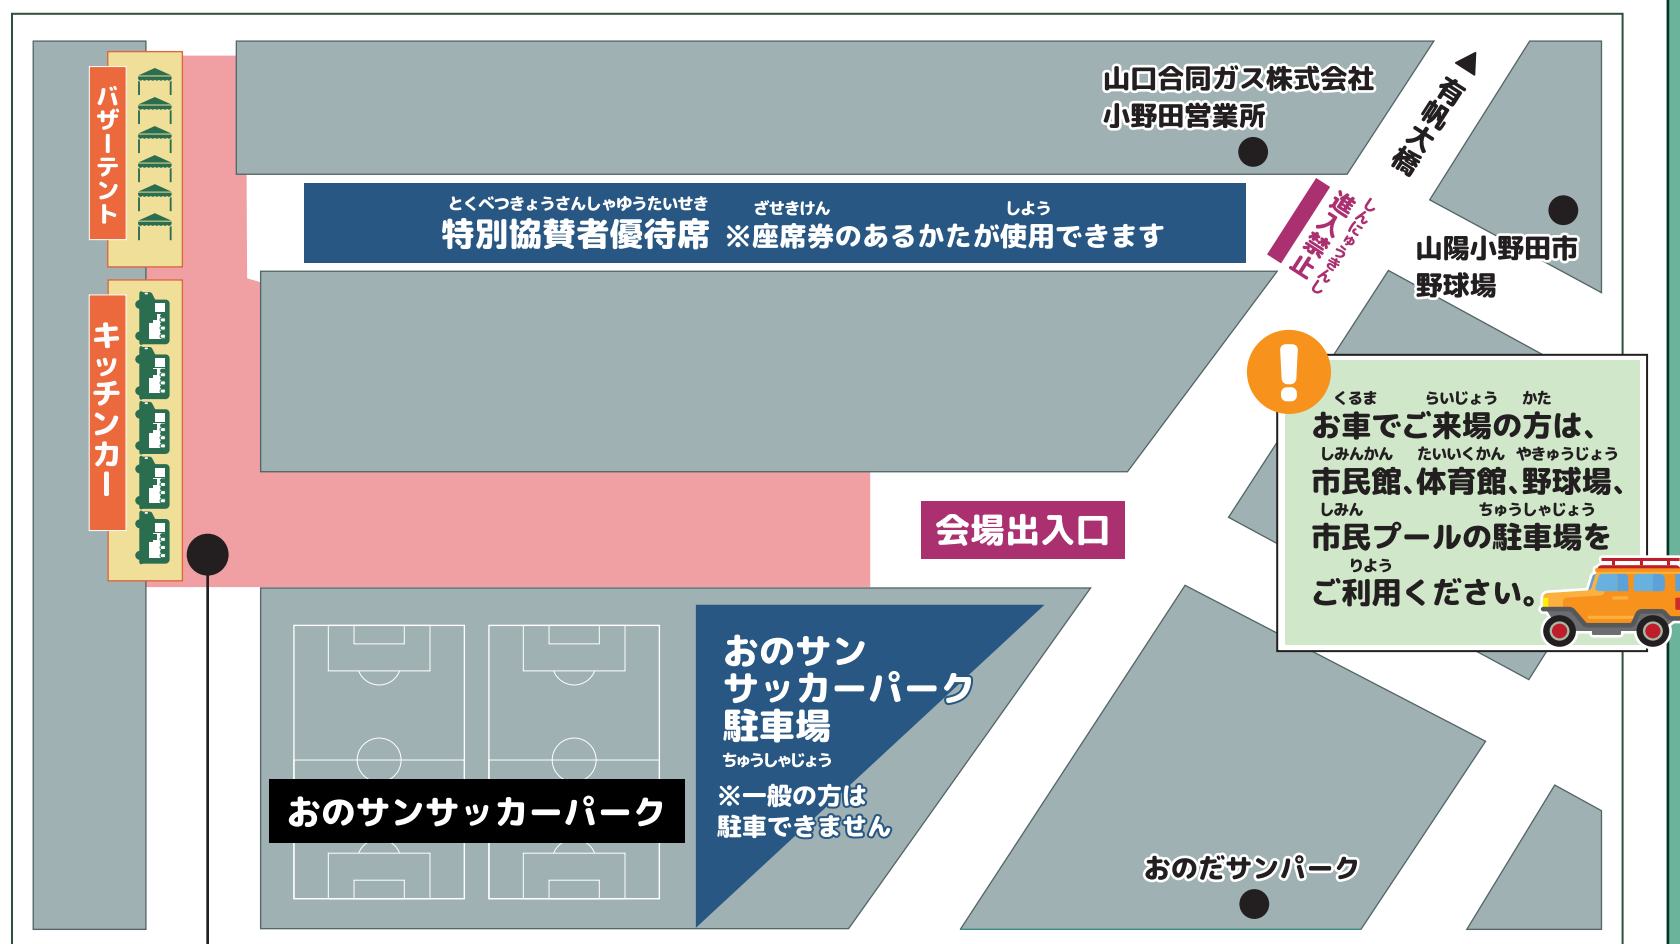 バザーテント
キッチンカー
山口合同ガス株式会社
小野田営業所
有帆大橋
とくべつきょうさんしゃゆうたいせき
特別協賛者優待席
ざせきけん しよう
※座席券のあるかたが使用できます
しんにゅうきんし
進入禁止
山陽小野田市
野球場
くるま らいじょう かた
お車でご来場の方は、
しみんかん たいいくかん やきゅうじょう
市民館、体育館、野球場、
しみん ちゅうしゃじょう
市民プールの駐車場を
りよう
ご利用ください。
会場出入口
おのサン
サッカーパーク
駐車場
ちゅうしゃじょう
※一般の方は
駐車できません
おのサンサッカーパーク
おのだサンパーク